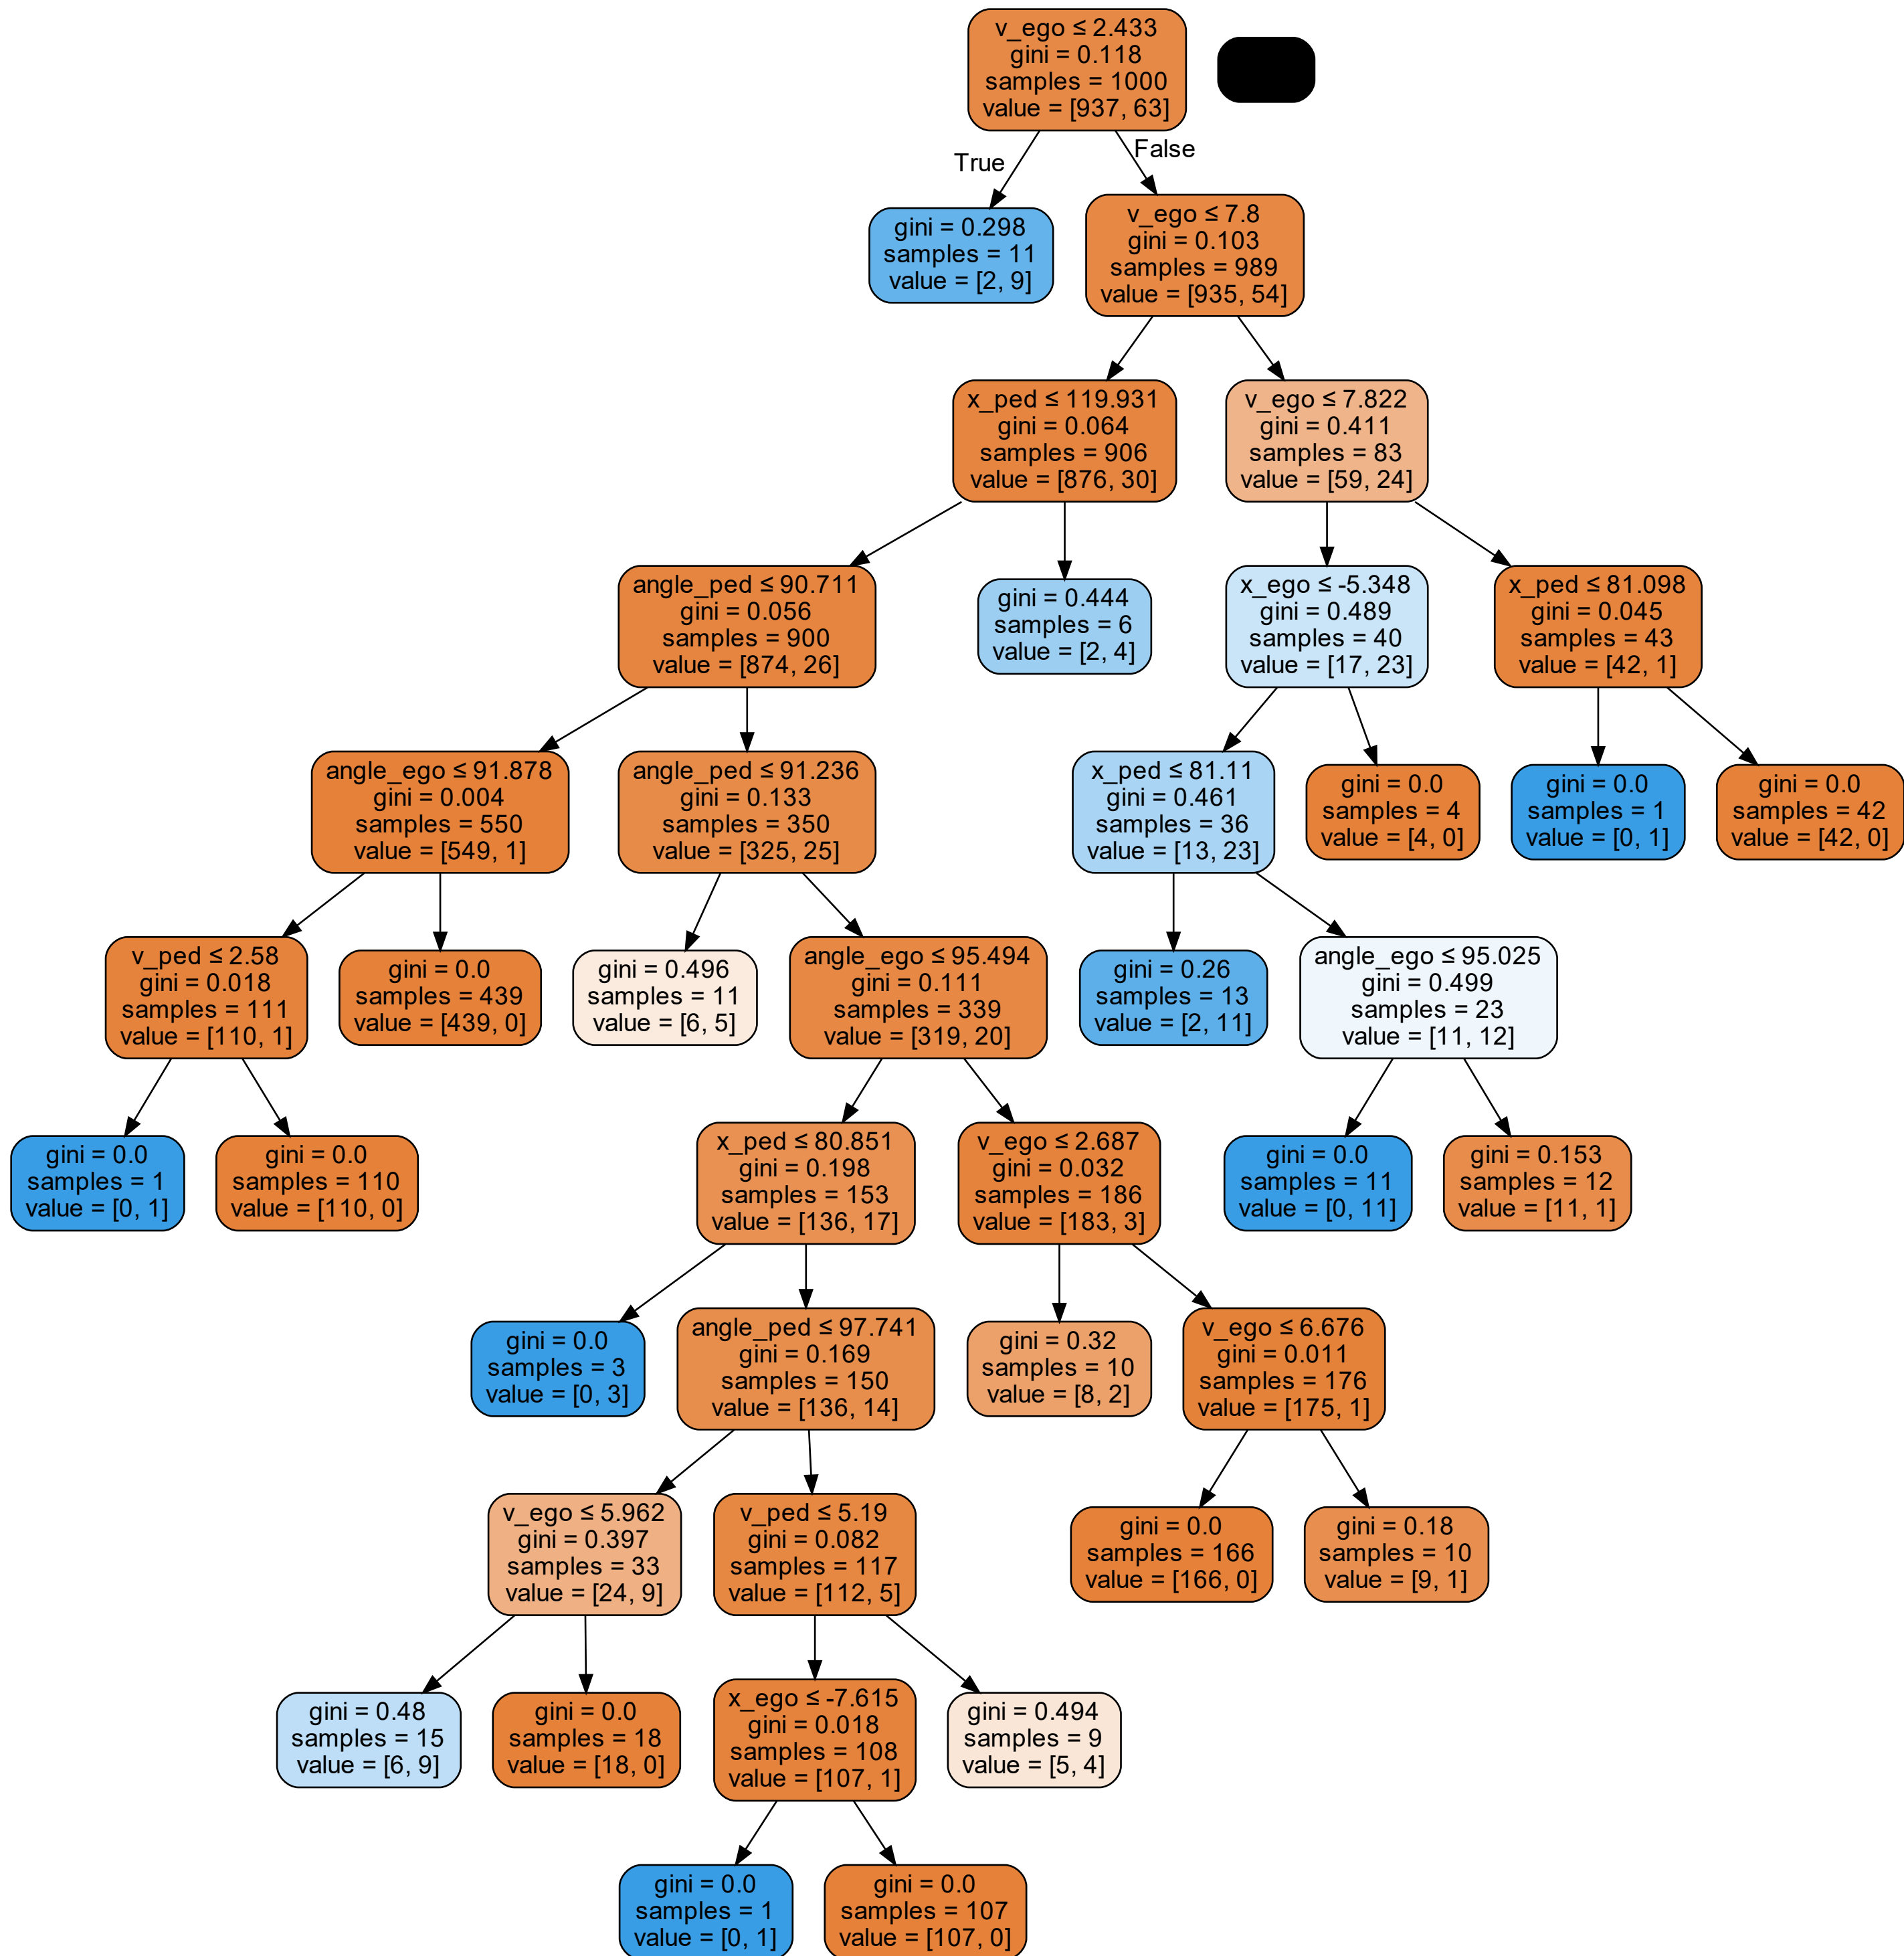 v_ego ≤ 2.433
gini = 0.118
samples = 1000
value = [937, 63]
True
False
gini = 0.298
samples = 11
value = [2, 9]
v_ego ≤ 7.8
gini = 0.103
samples = 989
value = [935, 54]
x_ped ≤ 119.931
gini = 0.064
samples = 906
value = [876, 30]
v_ego ≤ 7.822
gini = 0.411
samples = 83
value = [59, 24]
angle_ped ≤ 90.711
gini = 0.056
samples = 900
value = [874, 26]
gini = 0.444
samples = 6
value = [2, 4]
x_ego ≤ -5.348
gini = 0.489
samples = 40
value = [17, 23]
x_ped ≤ 81.098
gini = 0.045
samples = 43
value = [42, 1]
angle_ego ≤ 91.878
gini = 0.004
samples = 550
value = [549, 1]
angle_ped ≤ 91.236
gini = 0.133
samples = 350
value = [325, 25]
x_ped ≤ 81.11
gini = 0.461
samples = 36
value = [13, 23]
gini = 0.0
samples = 4
value = [4, 0]
gini = 0.0
samples = 1
value = [0, 1]
gini = 0.0
samples = 42
value = [42, 0]
v_ped ≤ 2.58
gini = 0.018
samples = 111
value = [110, 1]
gini = 0.0
samples = 439
value = [439, 0]
gini = 0.496
samples = 11
value = [6, 5]
angle_ego ≤ 95.494
gini = 0.111
samples = 339
value = [319, 20]
gini = 0.26
samples = 13
value = [2, 11]
angle_ego ≤ 95.025
gini = 0.499
samples = 23
value = [11, 12]
gini = 0.0
samples = 1
value = [0, 1]
gini = 0.0
samples = 110
value = [110, 0]
x_ped ≤ 80.851
gini = 0.198
samples = 153
value = [136, 17]
v_ego ≤ 2.687
gini = 0.032
samples = 186
value = [183, 3]
gini = 0.0
samples = 11
value = [0, 11]
gini = 0.153
samples = 12
value = [11, 1]
gini = 0.0
samples = 3
value = [0, 3]
angle_ped ≤ 97.741
gini = 0.169
samples = 150
value = [136, 14]
gini = 0.32
samples = 10
value = [8, 2]
v_ego ≤ 6.676
gini = 0.011
samples = 176
value = [175, 1]
v_ego ≤ 5.962
gini = 0.397
samples = 33
value = [24, 9]
v_ped ≤ 5.19
gini = 0.082
samples = 117
value = [112, 5]
gini = 0.0
samples = 166
value = [166, 0]
gini = 0.18
samples = 10
value = [9, 1]
gini = 0.48
samples = 15
value = [6, 9]
gini = 0.0
samples = 18
value = [18, 0]
x_ego ≤ -7.615
gini = 0.018
samples = 108
value = [107, 1]
gini = 0.494
samples = 9
value = [5, 4]
gini = 0.0
samples = 1
value = [0, 1]
gini = 0.0
samples = 107
value = [107, 0]